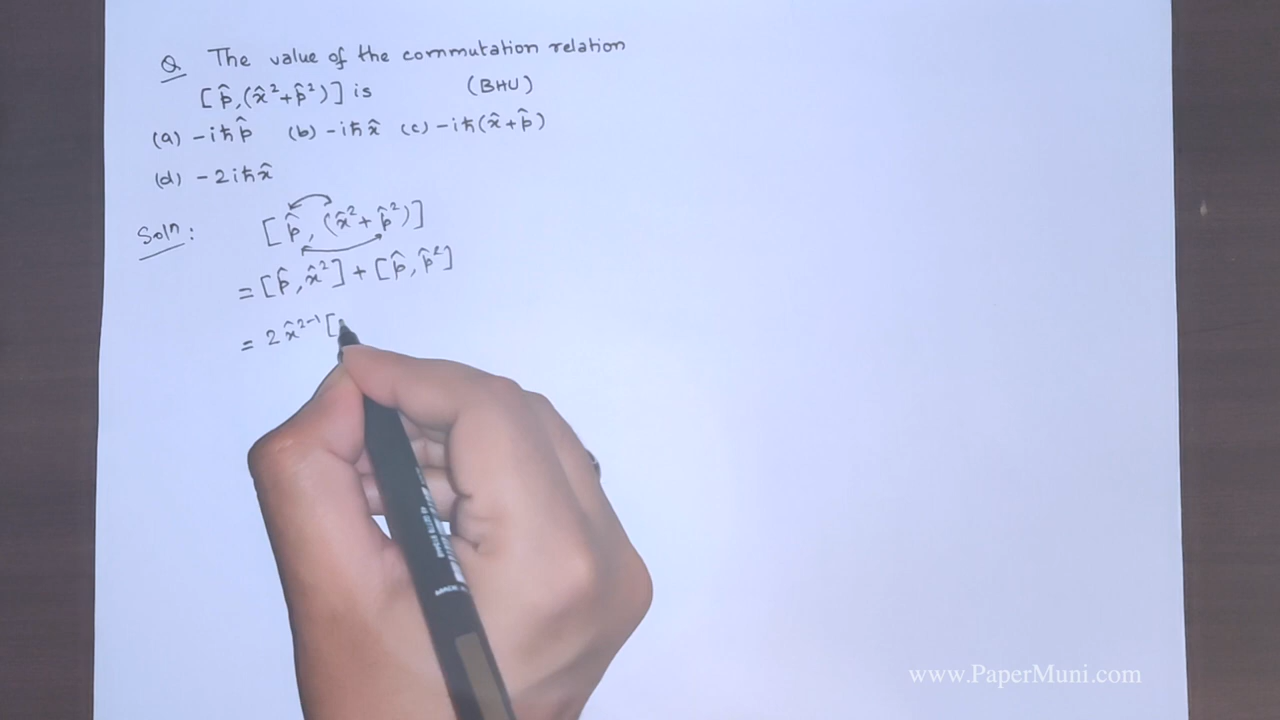 Q The value of the commutation relation
[p̂,(x̂²+p̂²)] is (BHU)
(a) -iħp̂ (b) -iħx̂ (c) -iħ(x̂+p̂)
(d) -2iħx̂
Solⁿ: [p̂, (x̂²+p̂²)]
= [p̂, x̂²] + [p̂, p̂²]
= 2x̂²⁻¹[
www.PaperMuni.com